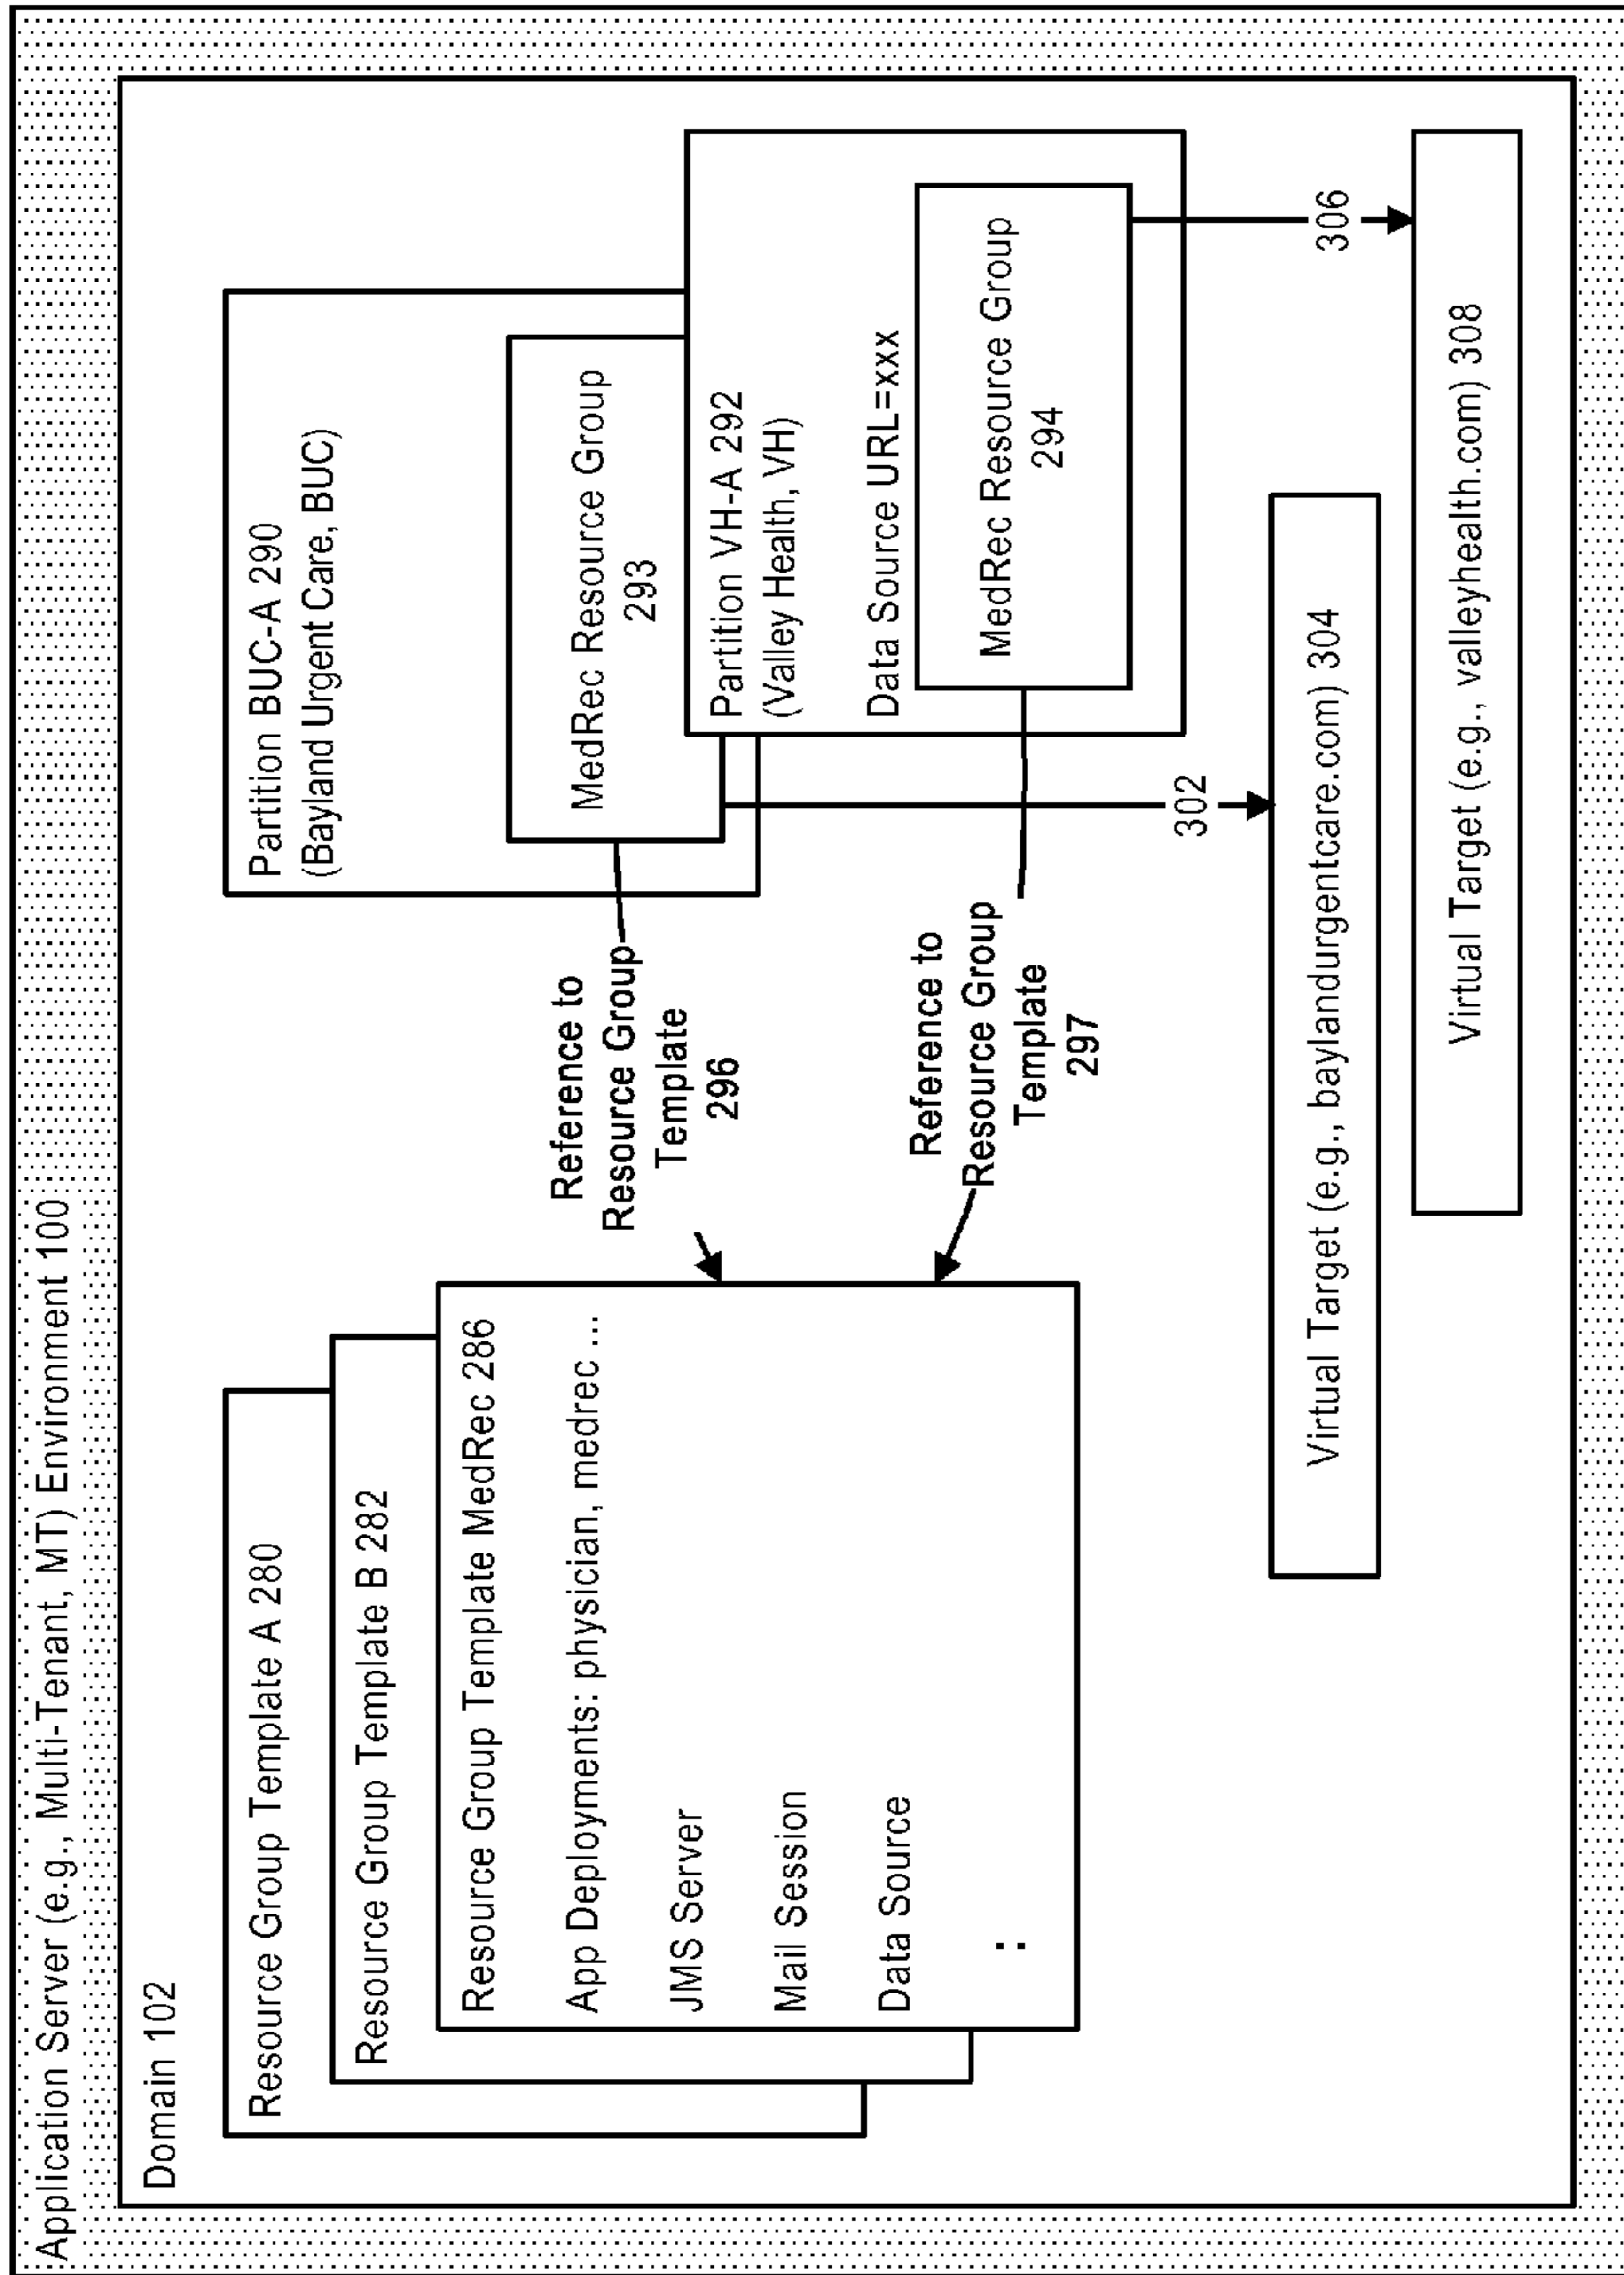 Application Server (e.g., Multi-Tenant, MT) Environment 100
Domain 102
Resource Group Template A 280
Resource Group Template B 282
Resource Group Template MedRec 286
App Deployments: physician, medrec ...
JMS Server
Mail Session
Data Source
:
Reference to
Resource Group
Template
296
Reference to
Resource Group
Template
297
Partition BUC-A 290
(Bayland Urgent Care, BUC)
MedRec Resource Group
293
Partition VH-A 292
(Valley Health, VH)
Data Source URL=xxx
MedRec Resource Group
294
302
306
Virtual Target (e.g., baylandurgentcare.com) 304
Virtual Target (e.g., valleyhealth.com) 308